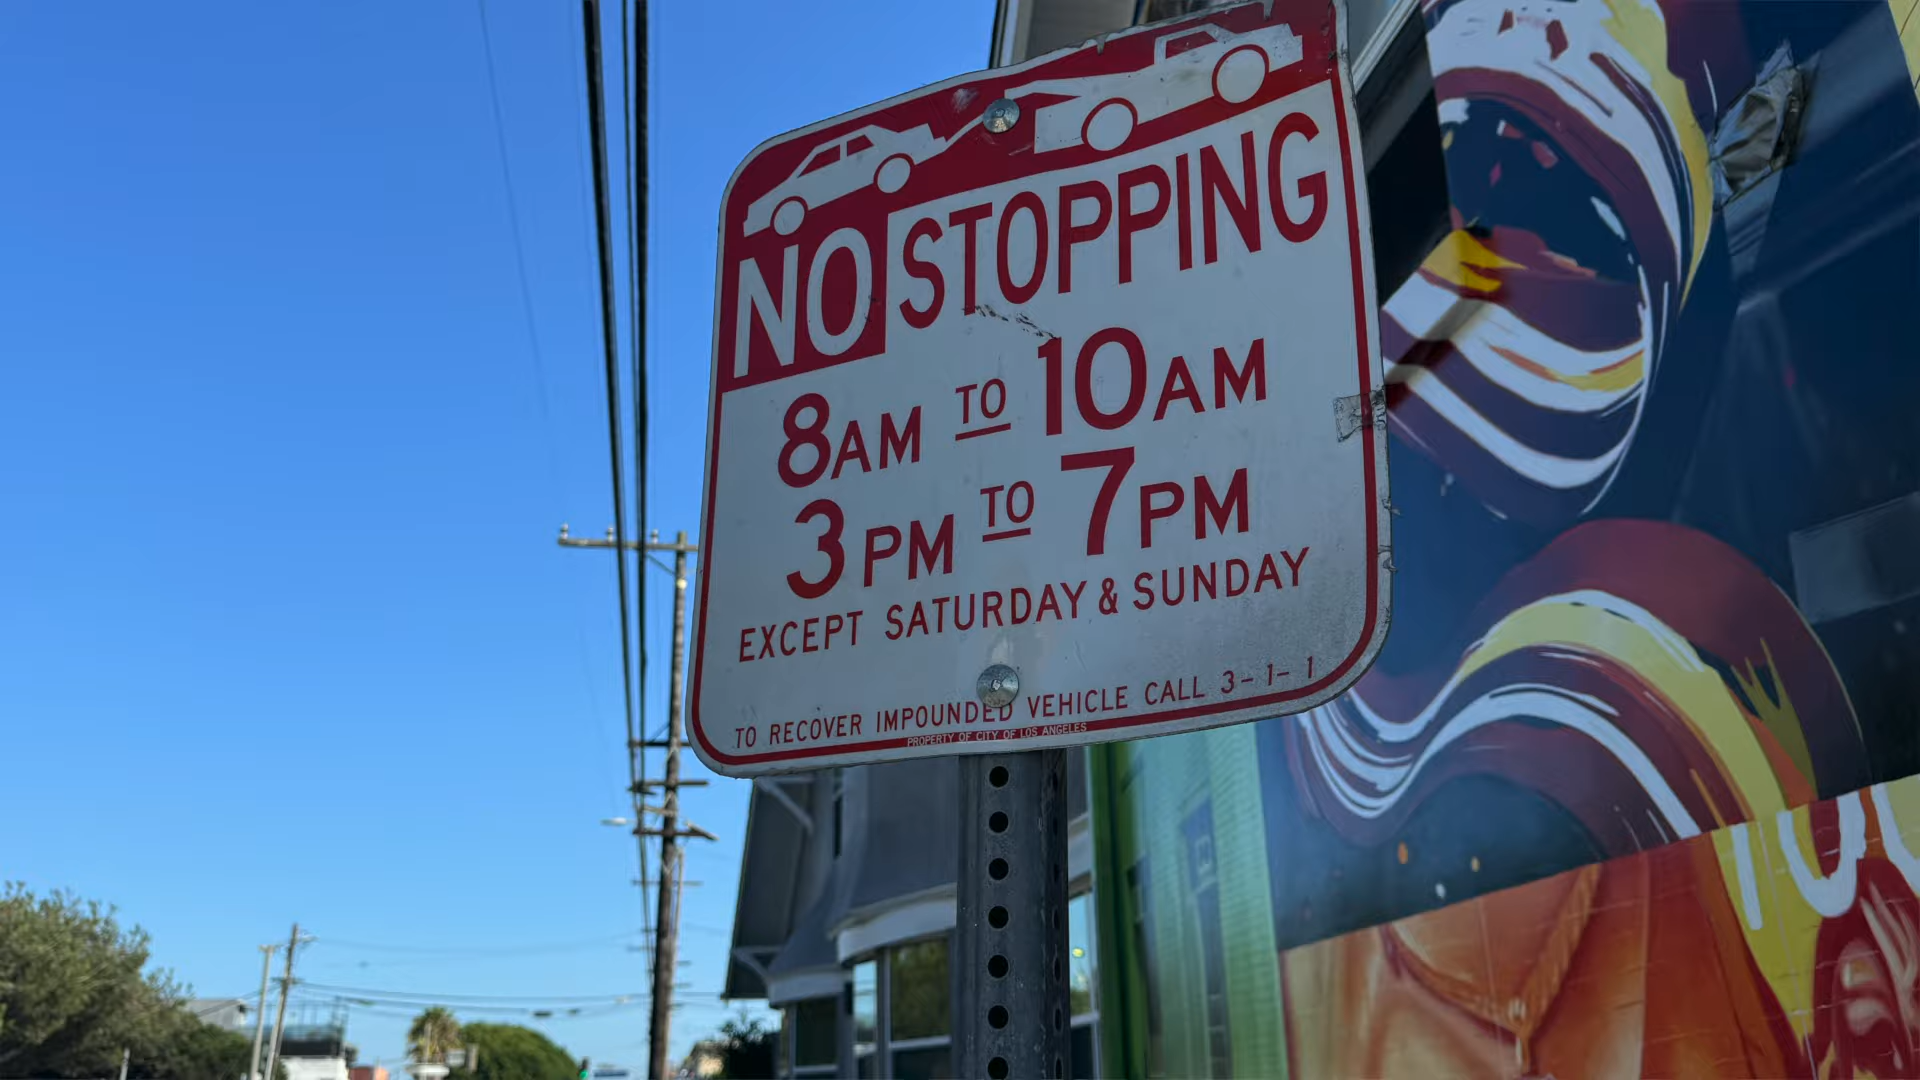 NO STOPPING
8AM TO 10AM
3PM TO 7PM
EXCEPT SATURDAY & SUNDAY
TO RECOVER IMPOUNDED VEHICLE CALL 3-1-1
PROPERTY OF CITY OF LOS ANGELES